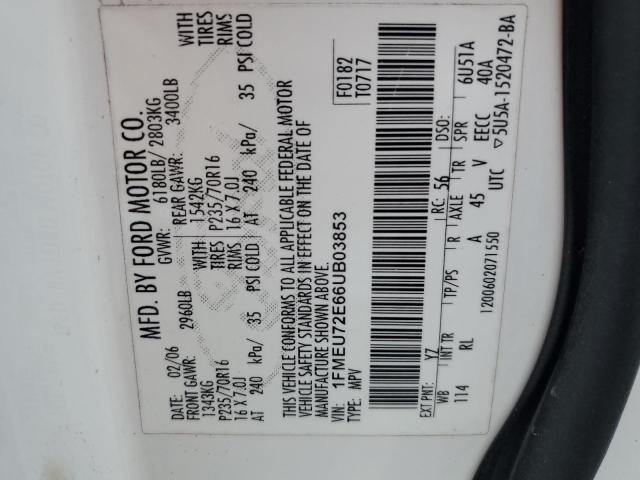 MFD. BY FORD MOTOR CO.
DATE: 02/06 GVWR: 6180LB/ 2803KG
FRONT GAWR: 2960LB REAR GAWR: 3400LB
1343KG 1542KG WITH
P235/70R16 TIRES P235/70R16 TIRES
16 X 7.0J RIMS 16 X 7.0J RIMS
AT 240 kPa/ 35 PSI COLD AT 240 kPa/ 35 PSI COLD
THIS VEHICLE CONFORMS TO ALL APPLICABLE FEDERAL MOTOR
VEHICLE SAFETY STANDARDS IN EFFECT ON THE DATE OF
MANUFACTURE SHOWN ABOVE.
VIN: 1FMEU72E66UB03853
TYPE: MPV
F0182
T0717
EXT PNT: YZ RC: 56 DSO:
WB INT TR TP/PS R AXLE TR SPR 6U51A
114 RL A 45 V EECC 40A
1200602071550 UTC ▽5U5A-1520472-BA